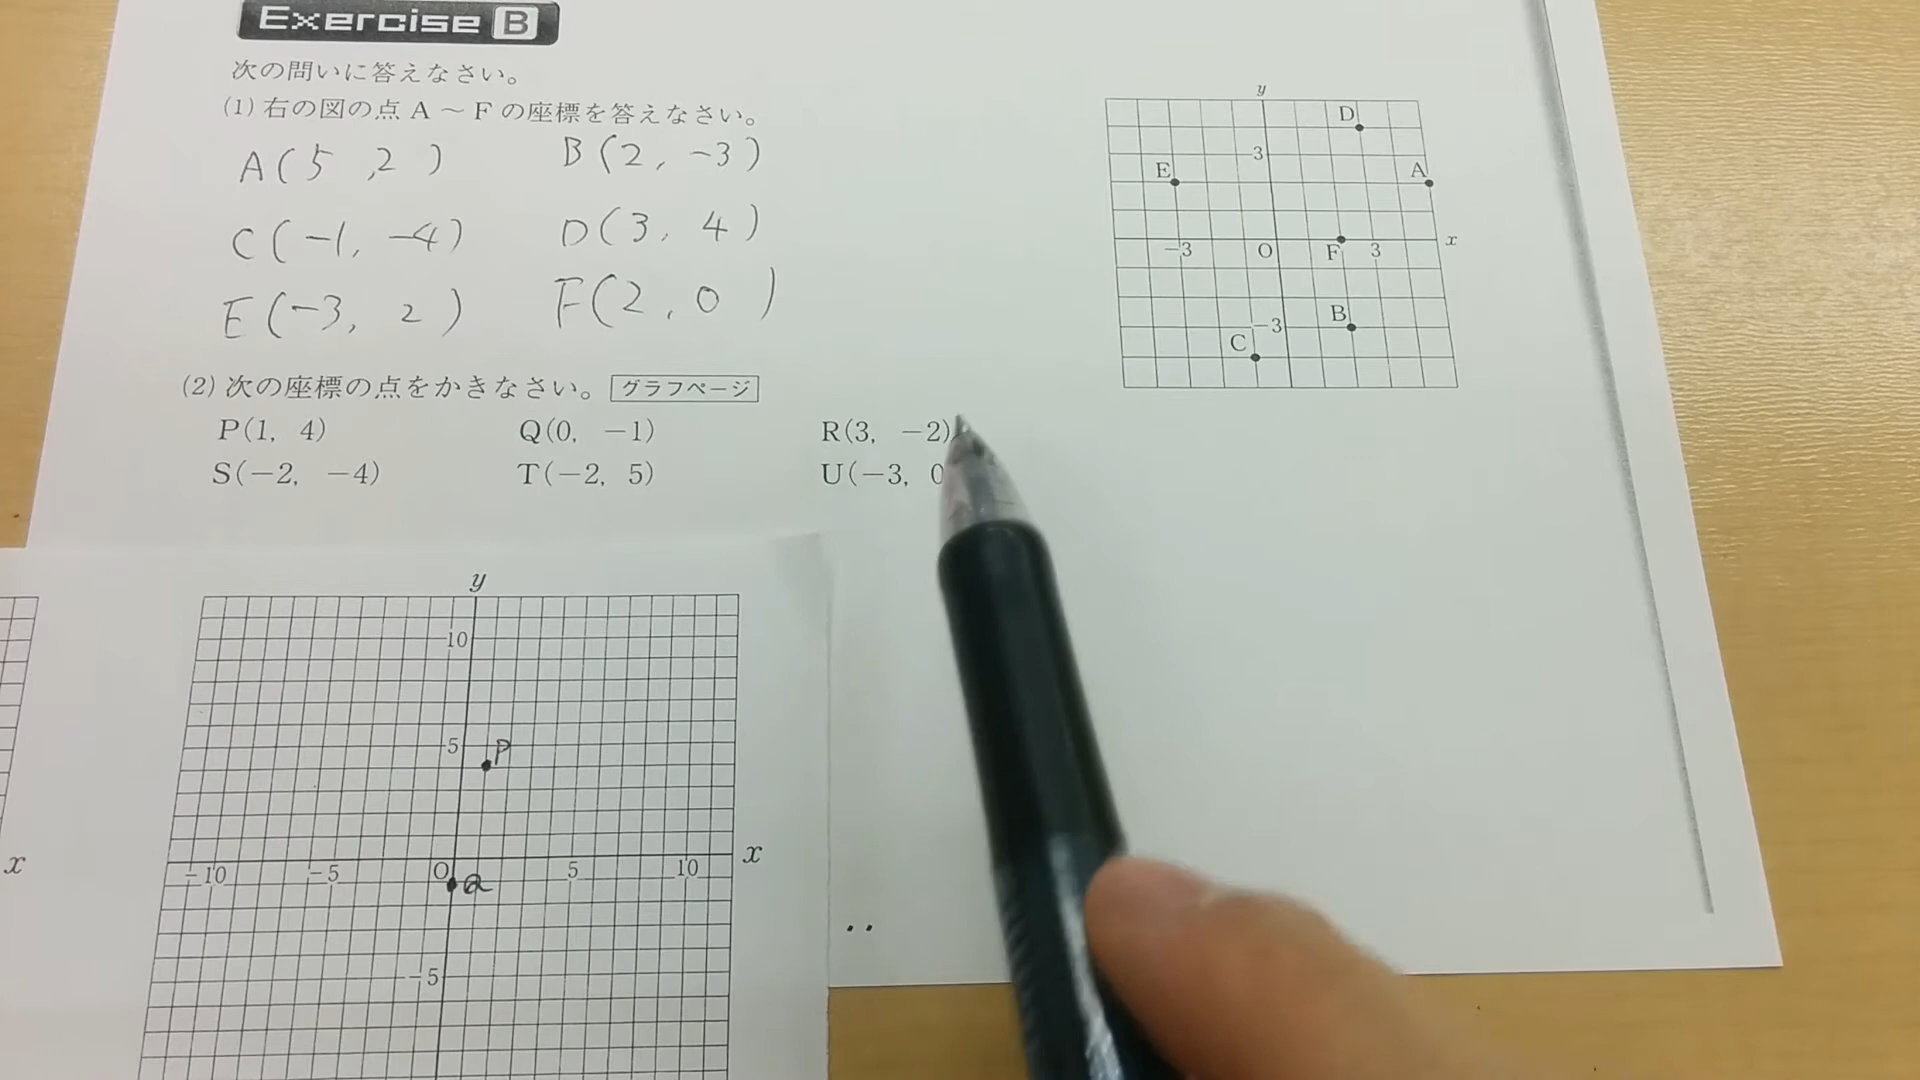 Exercise B
次の問いに答えなさい。
(1) 右の図の点 A ～ F の座標を答えなさい。
A(5 ,2 ) B(2, -3)
C(-1, -4) D(3, 4)
E(-3, 2) F(2, 0 )
y
D
3
E
A
x
-3 O F 3
-3
B
C
(2) 次の座標の点をかきなさい。 グラフページ
P(1, 4) Q(0, -1) R(3, -2)
S(-2, -4) T(-2, 5) U(-3, 0
y
10
5
P
x
x
-10 -5 O 5 10
Q
-5